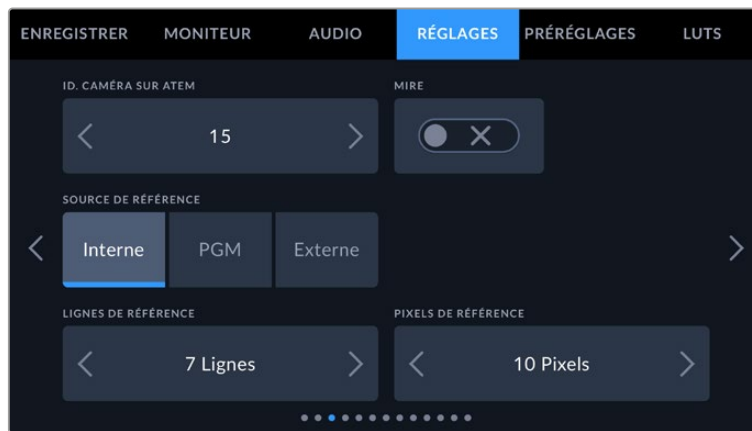 ENREGISTRER MONITEUR AUDIO RÉGLAGES PRÉRÉGLAGES LUTS
ID. CAMÉRA SUR ATEM MIRE
15
SOURCE DE RÉFÉRENCE
Interne PGM Externe
LIGNES DE RÉFÉRENCE PIXELS DE RÉFÉRENCE
7 Lignes 10 Pixels